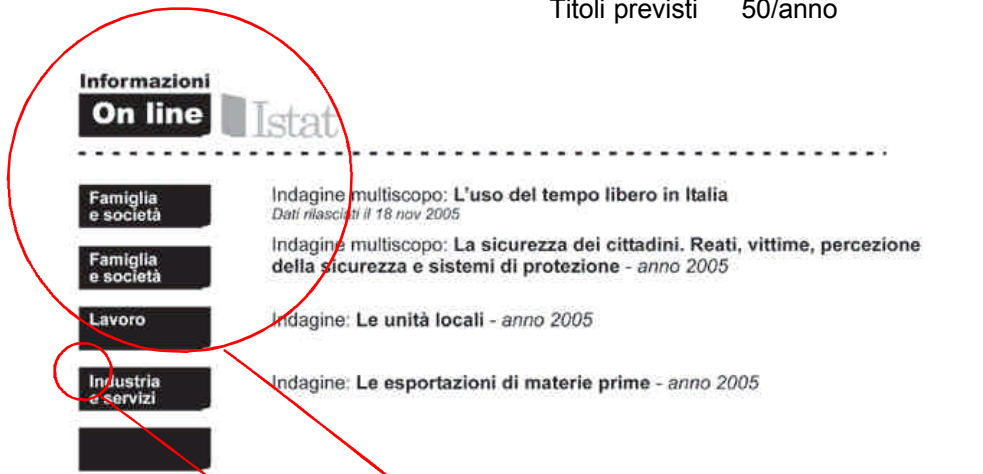 Titoli previsti 50/anno
Informazioni
On line Istat
Famiglia
e società
Indagine multiscopo: L'uso del tempo libero in Italia
Dati rilasciati il 18 nov 2005
Famiglia
e società
Indagine multiscopo: La sicurezza dei cittadini. Reati, vittime, percezione
della sicurezza e sistemi di protezione - anno 2005
Lavoro
Indagine: Le unità locali - anno 2005
Industria
e servizi
Indagine: Le esportazioni di materie prime - anno 2005